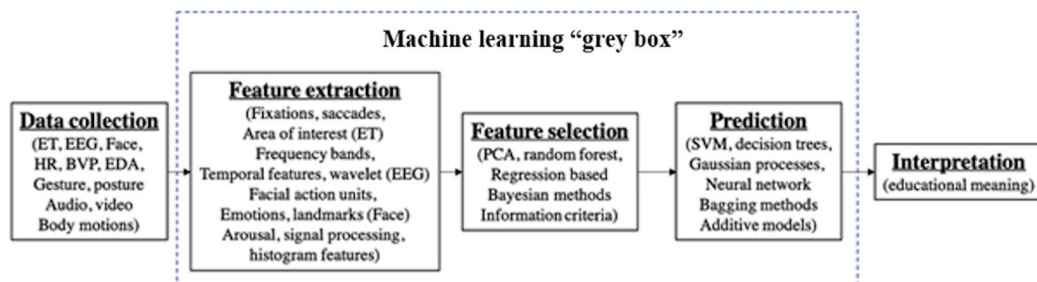 Machine learning “grey box”
Data collection
(ET, EEG, Face,
HR, BVP, EDA,
Gesture, posture
Audio, video
Body motions)
Feature extraction
(Fixations, saccades,
Area of interest (ET)
Frequency bands,
Temporal features, wavelet (EEG)
Facial action units,
Emotions, landmarks (Face)
Arousal, signal processing,
histogram features)
Feature selection
(PCA, random forest,
Regression based
Bayesian methods
Information criteria)
Prediction
(SVM, decision trees,
Gaussian processes,
Neural network
Bagging methods
Additive models)
Interpretation
(educational meaning)